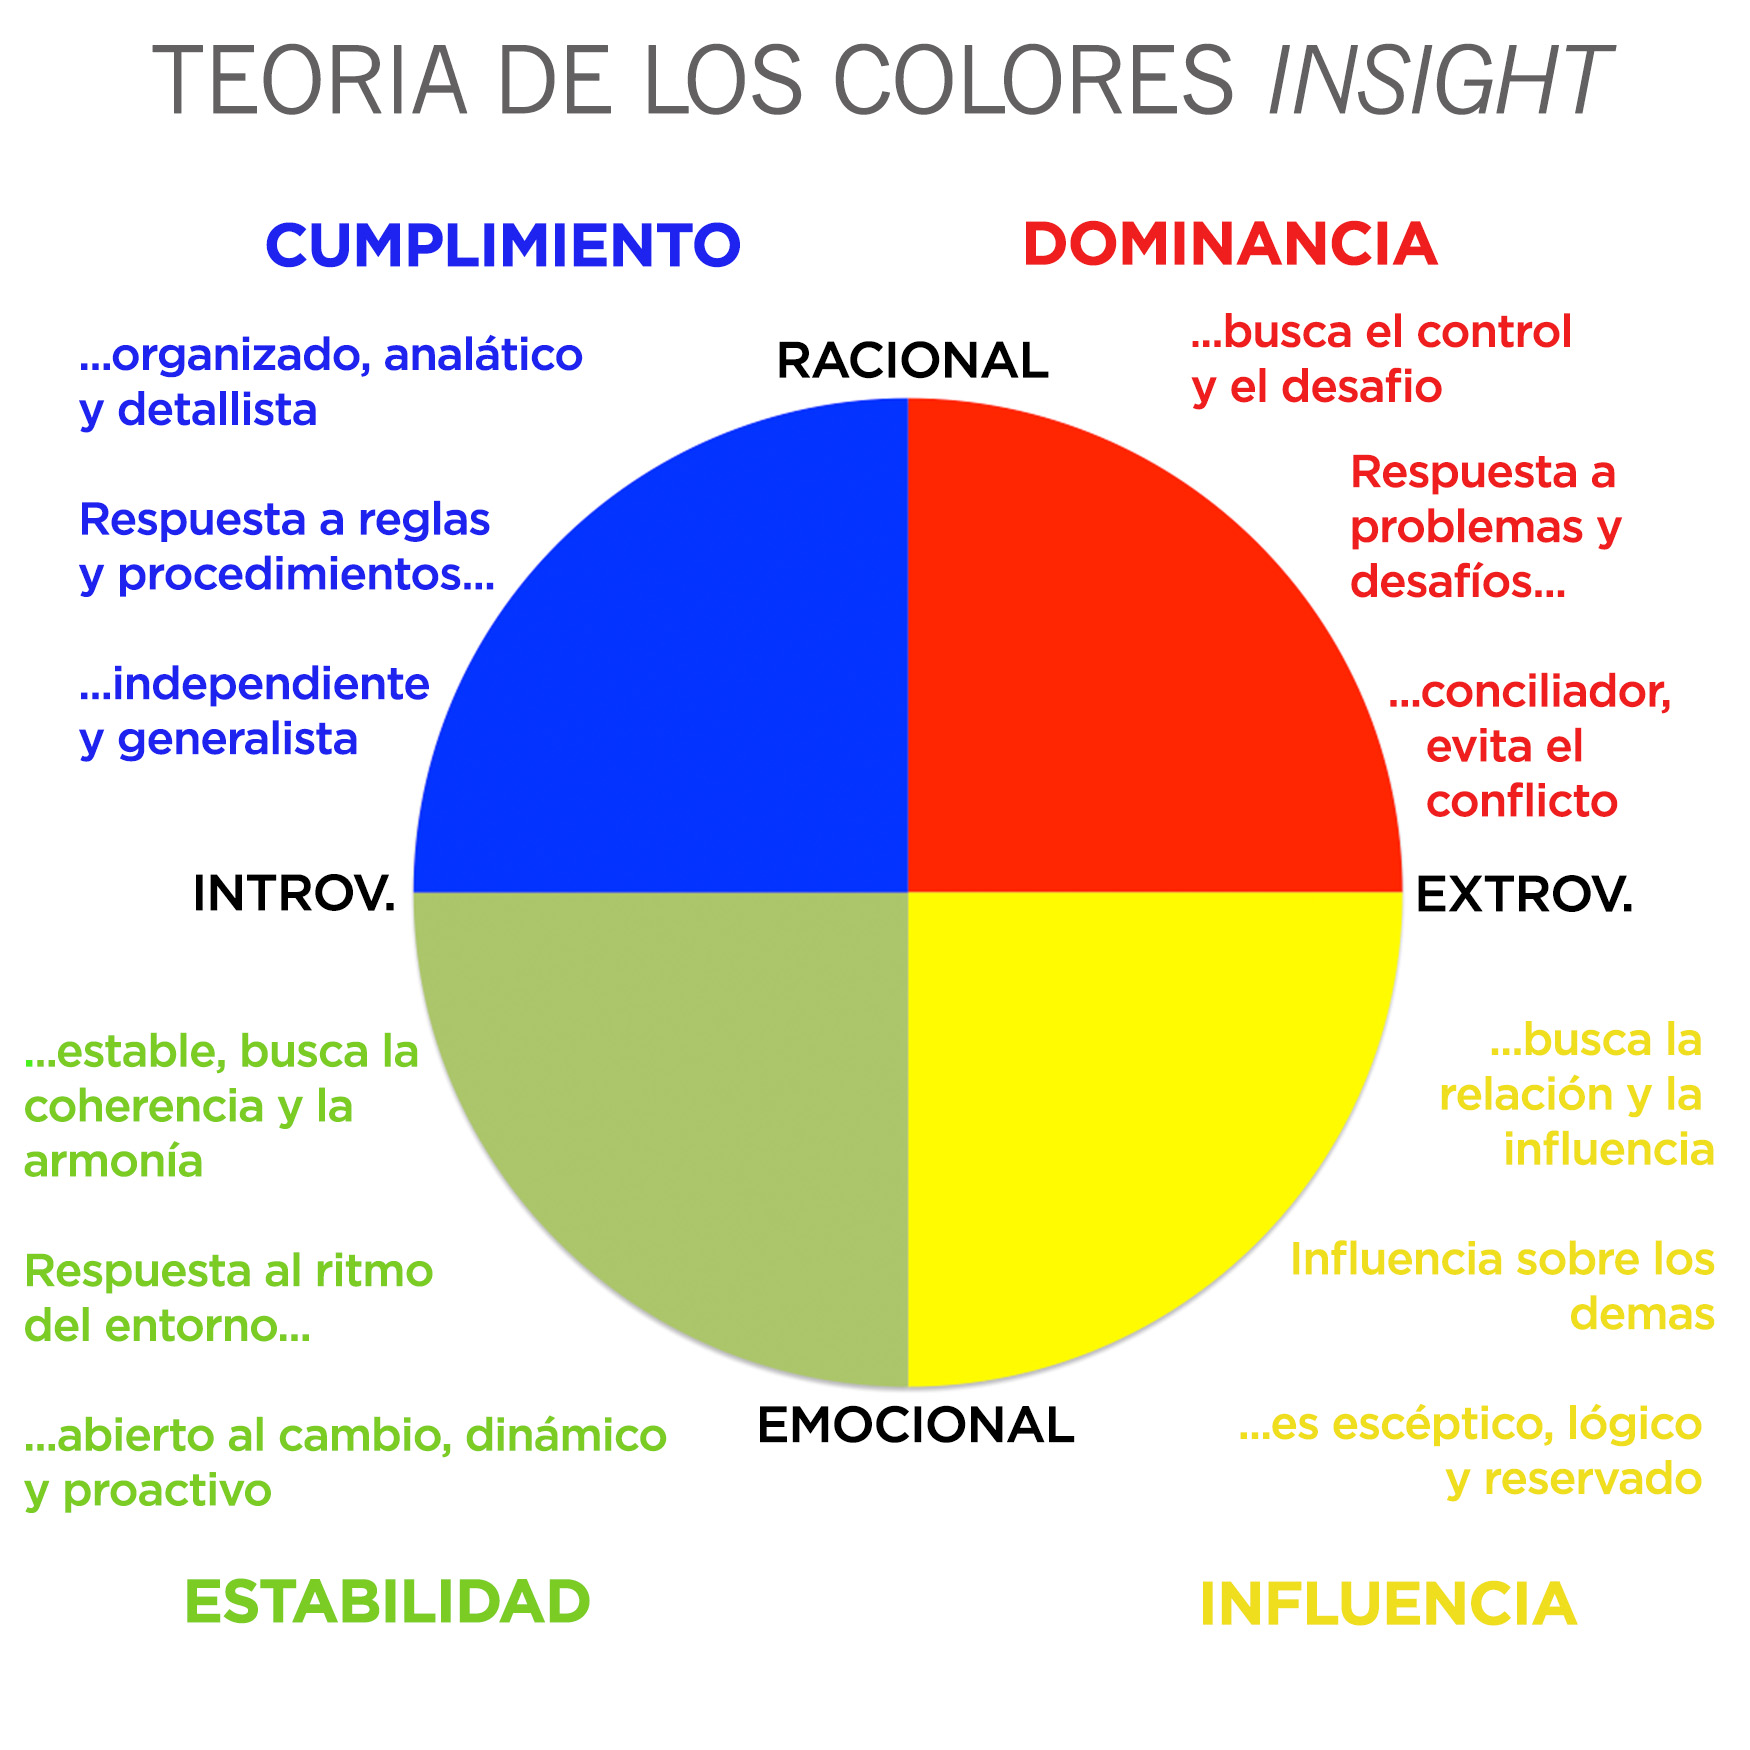 TEORIA DE LOS COLORES INSIGHT
CUMPLIMIENTO
...organizado, analático
y detallista
Respuesta a reglas
y procedimientos...
...independiente
y generalista
DOMINANCIA
...busca el control
y el desafio
Respuesta a
problemas y
desafíos...
...conciliador,
evita el
conflicto
RACIONAL
INTROV.
EXTROV.
...estable, busca la
coherencia y la
armonía
Respuesta al ritmo
del entorno...
...abierto al cambio, dinámico
y proactivo
ESTABILIDAD
EMOCIONAL
...busca la
relación y la
influencia
Influencia sobre los
demas
...es escéptico, lógico
y reservado
INFLUENCIA